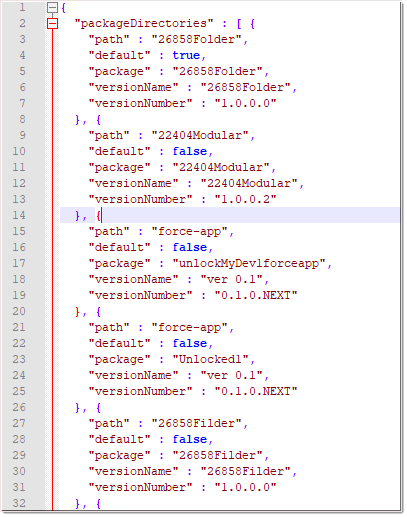 1 {
2 "packageDirectories" : [ {
3 "path" : "26858Folder",
4 "default" : true,
5 "package" : "26858Folder",
6 "versionName" : "26858Folder",
7 "versionNumber" : "1.0.0.0"
8 }, {
9 "path" : "22404Modular",
10 "default" : false,
11 "package" : "22404Modular",
12 "versionName" : "22404Modular",
13 "versionNumber" : "1.0.0.2"
14 }, {
15 "path" : "force-app",
16 "default" : false,
17 "package" : "unlockMyDev1forceapp",
18 "versionName" : "ver 0.1",
19 "versionNumber" : "0.1.0.NEXT"
20 }, {
21 "path" : "force-app",
22 "default" : false,
23 "package" : "Unlocked1",
24 "versionName" : "ver 0.1",
25 "versionNumber" : "0.1.0.NEXT"
26 }, {
27 "path" : "26858Filder",
28 "default" : false,
29 "package" : "26858Filder",
30 "versionName" : "26858Filder",
31 "versionNumber" : "1.0.0.0"
32 }, {